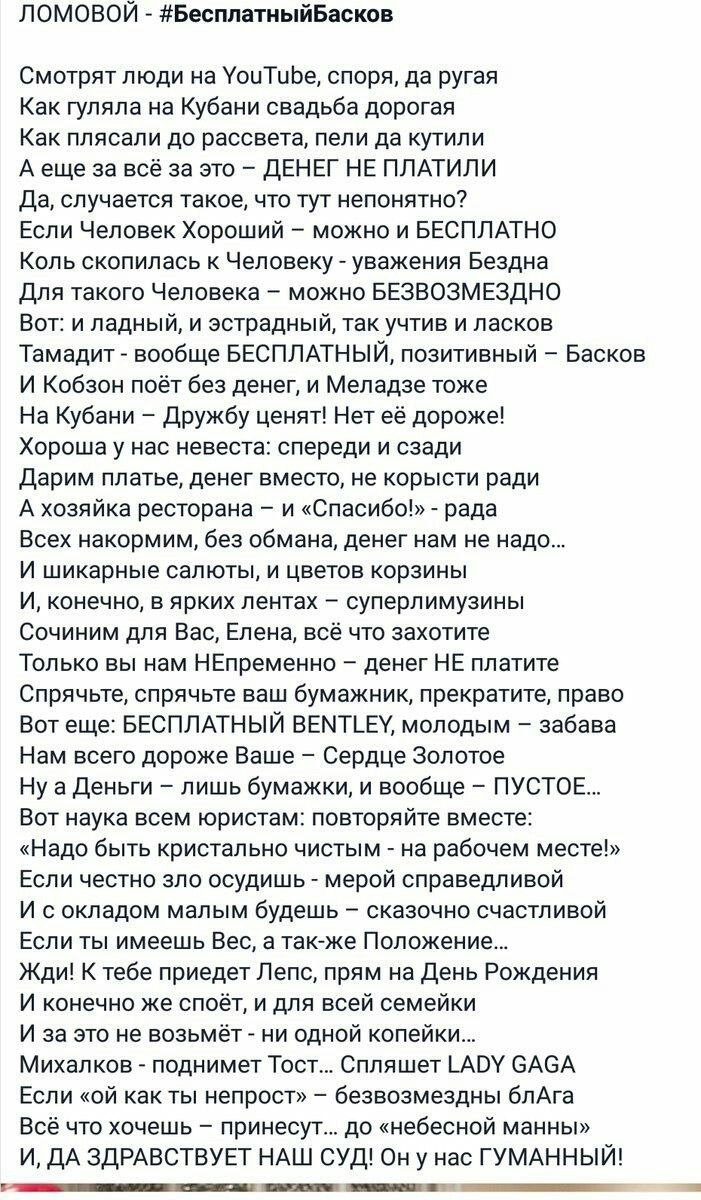 ЛОМОВОЙ - #БесплатныйБасков
Смотрят люди на YouTube, споря, да ругая
Как гуляла на Кубани свадьба дорогая
Как плясали до рассвета, пели да кутили
А еще за всё за это – ДЕНЕГ НЕ ПЛАТИЛИ
Да, случается такое, что тут непонятно?
Если Человек Хороший – можно и БЕСПЛАТНО
Коль скопилась к Человеку - уважения Бездна
Для такого Человека – можно БЕЗВОЗМЕЗДНО
Вот: и ладный, и эстрадный, так учтив и ласков
Тамадит - вообще БЕСПЛАТНЫЙ, позитивный – Басков
И Кобзон поёт без денег, и Меладзе тоже
На Кубани – Дружбу ценят! Нет её дороже!
Хороша у нас невеста: спереди и сзади
Дарим платье, денег вместо, не корысти ради
А хозяйка ресторана – и «Спасибо!» - рада
Всех накормим, без обмана, денег нам не надо…
И шикарные салюты, и цветов корзины
И, конечно, в ярких лентах – суперлимузины
Сочиним для Вас, Елена, всё что захотите
Только вы нам НЕпременно – денег НЕ платите
Спрячьте, спрячьте ваш бумажник, прекратите, право
Вот еще: БЕСПЛАТНЫЙ BENTLEY, молодым – забава
Нам всего дороже Ваше – Сердце Золотое
Ну а Деньги – лишь бумажки, и вообще – ПУСТОЕ…
Вот наука всем юристам: повторяйте вместе:
«Надо быть кристально чистым - на рабочем месте!»
Если честно зло осудишь - мерой справедливой
И с окладом малым будешь – сказочно счастливой
Если ты имеешь Вес, а так-же Положение…
Жди! К тебе приедет Лепс, прям на День Рождения
И конечно же споёт, и для всей семейки
И за это не возьмёт - ни одной копейки…
Михалков - поднимет Тост… Спляшет LADY GAGA
Если «ой как ты непрост» – безвозмездны блАга
Всё что хочешь – принесут… до «небесной манны»
И, ДА ЗДРАВСТВУЕТ НАШ СУД! Он у нас ГУМАННЫЙ!